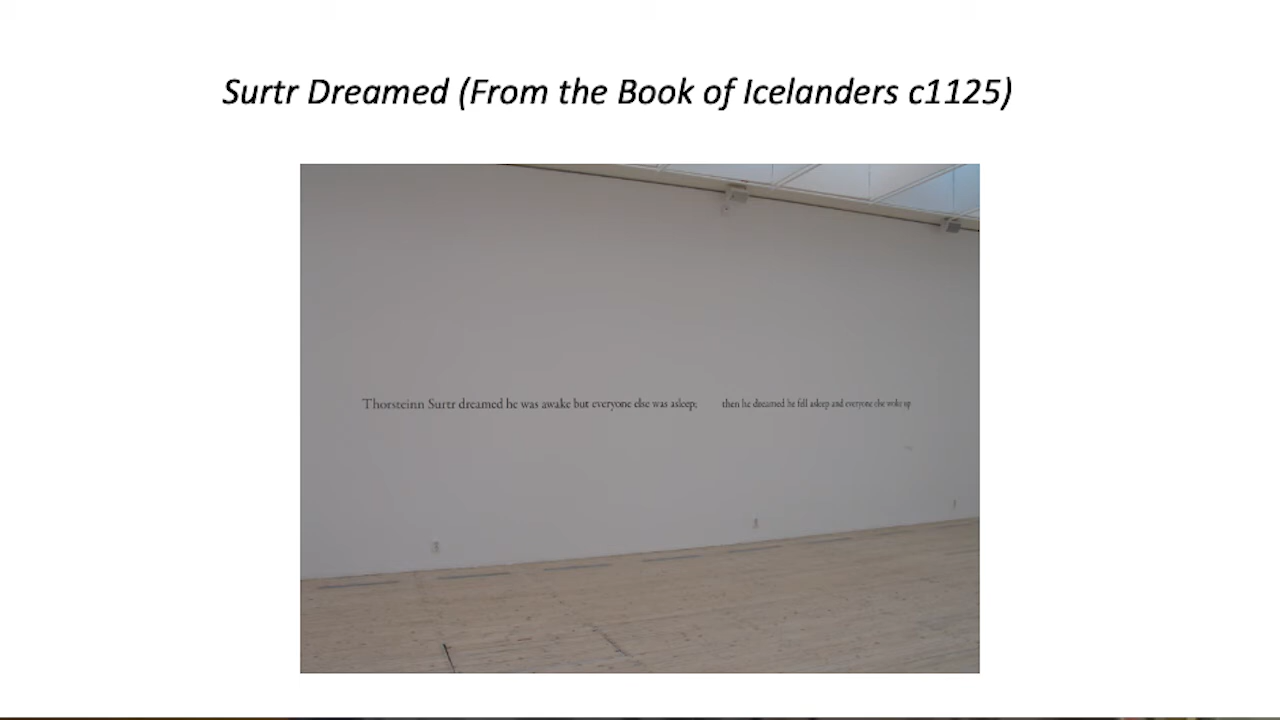 Surtr Dreamed (From the Book of Icelanders c1125)
Thorsteinn Surtr dreamed he was awake but everyone else was asleep; then he dreamed he fell asleep and everyone else woke up